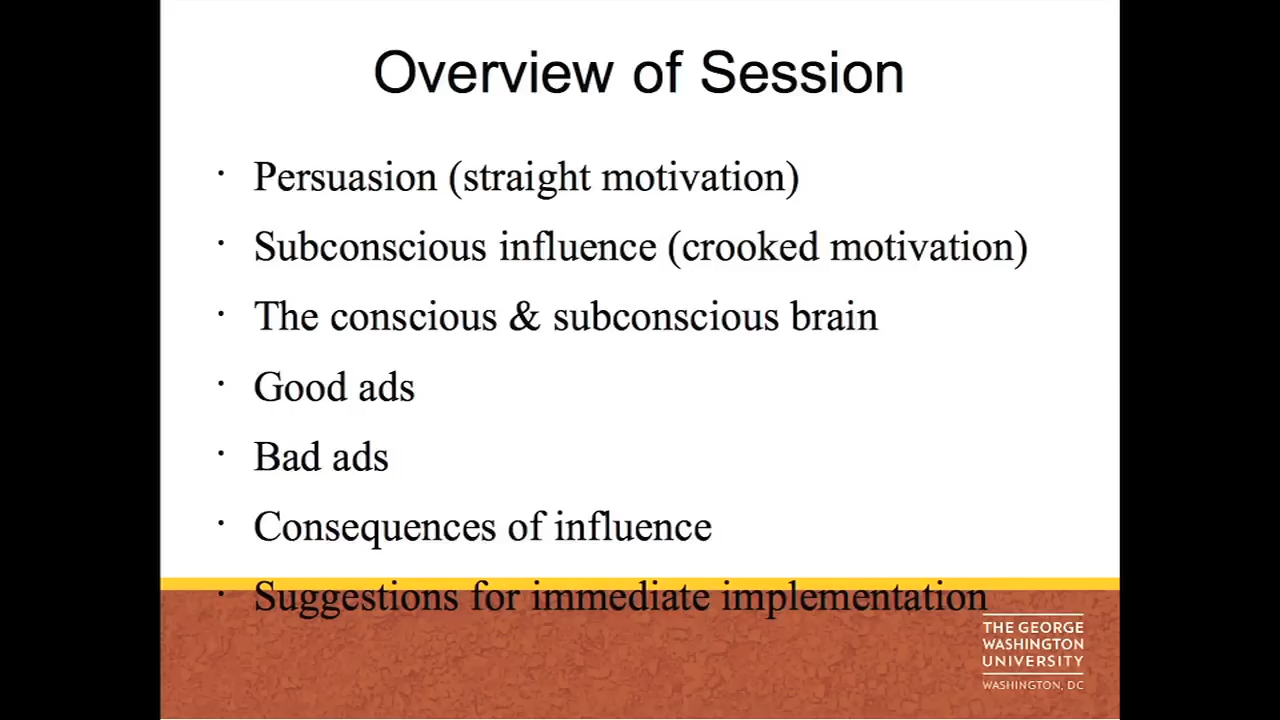 Overview of Session
· Persuasion (straight motivation)
· Subconscious influence (crooked motivation)
· The conscious & subconscious brain
· Good ads
· Bad ads
· Consequences of influence
· Suggestions for immediate implementation
THE GEORGE
WASHINGTON
UNIVERSITY
WASHINGTON, DC